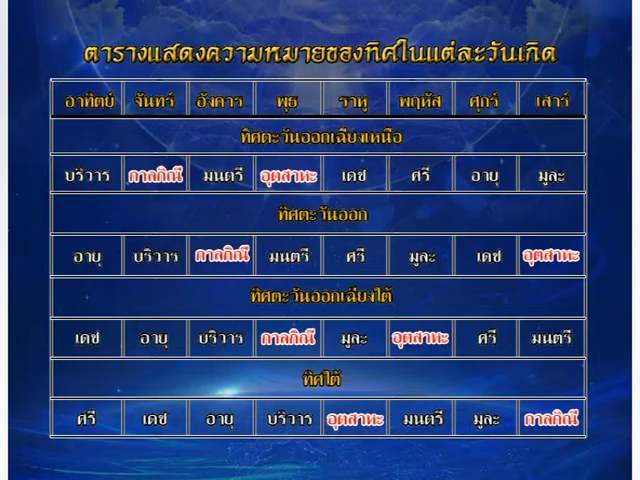 ตารางแสดงความหมายของทิศในแต่ละวันเกิด
อาทิตย์ จันทร์ อังคาร พุธ ราหู พฤหัส ศุกร์ เสาร์
ทิศตะวันออกเฉียงเหนือ
บริวาร กาลกิณี มนตรี อุตสาหะ เดช ศรี อายุ มูละ
ทิศตะวันออก
อายุ บริวาร กาลกิณี มนตรี ศรี มูละ เดช อุตสาหะ
ทิศตะวันออกเฉียงใต้
เดช อายุ บริวาร กาลกิณี มูละ อุตสาหะ ศรี มนตรี
ทิศใต้
ศรี เดช อายุ บริวาร อุตสาหะ มนตรี มูละ กาลกิณี